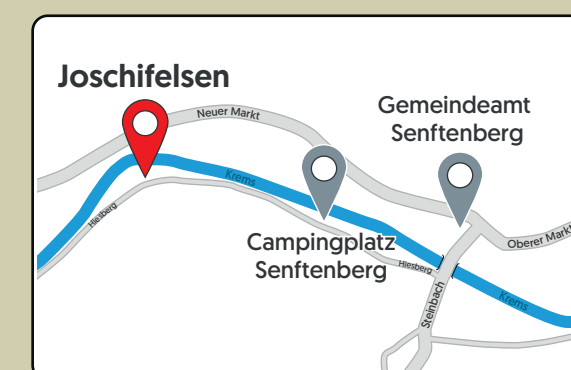 Joschifelsen
Neuer Markt
Gemeindeamt
Senftenberg
Krems
Hiesberg
Campingplatz
Senftenberg
Hiesberg
Oberer Markt
Steinbach
Krems